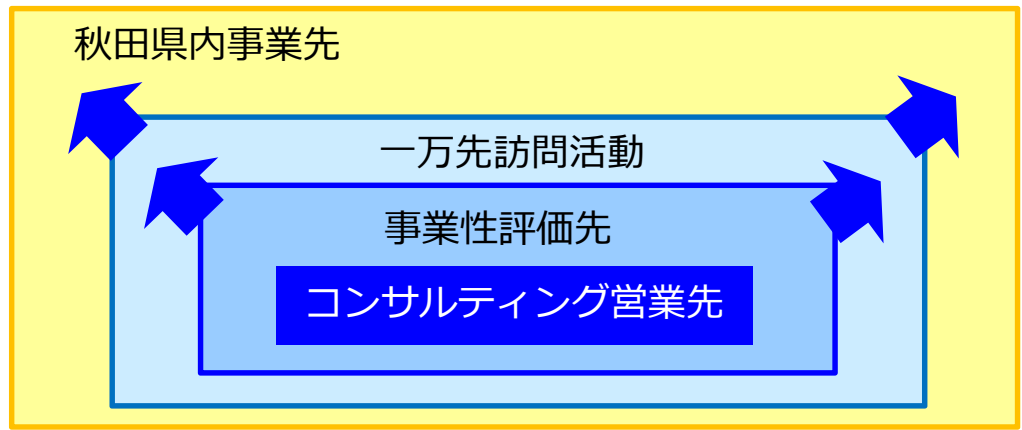 秋田県内事業先
一万先訪問活動
事業性評価先
コンサルティング営業先